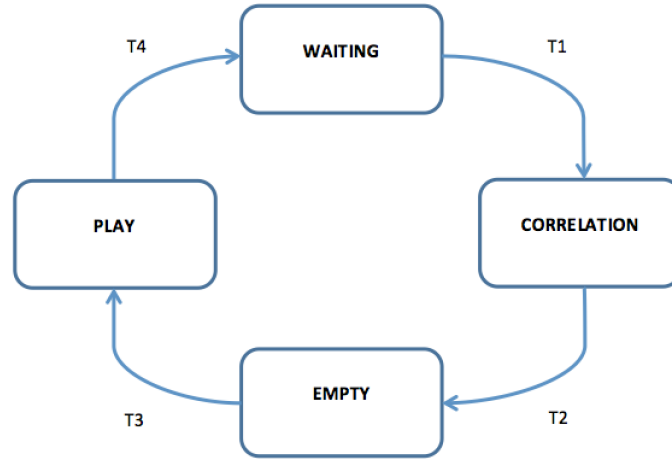 T4
WAITING
T1
PLAY
CORRELATION
T3
EMPTY
T2